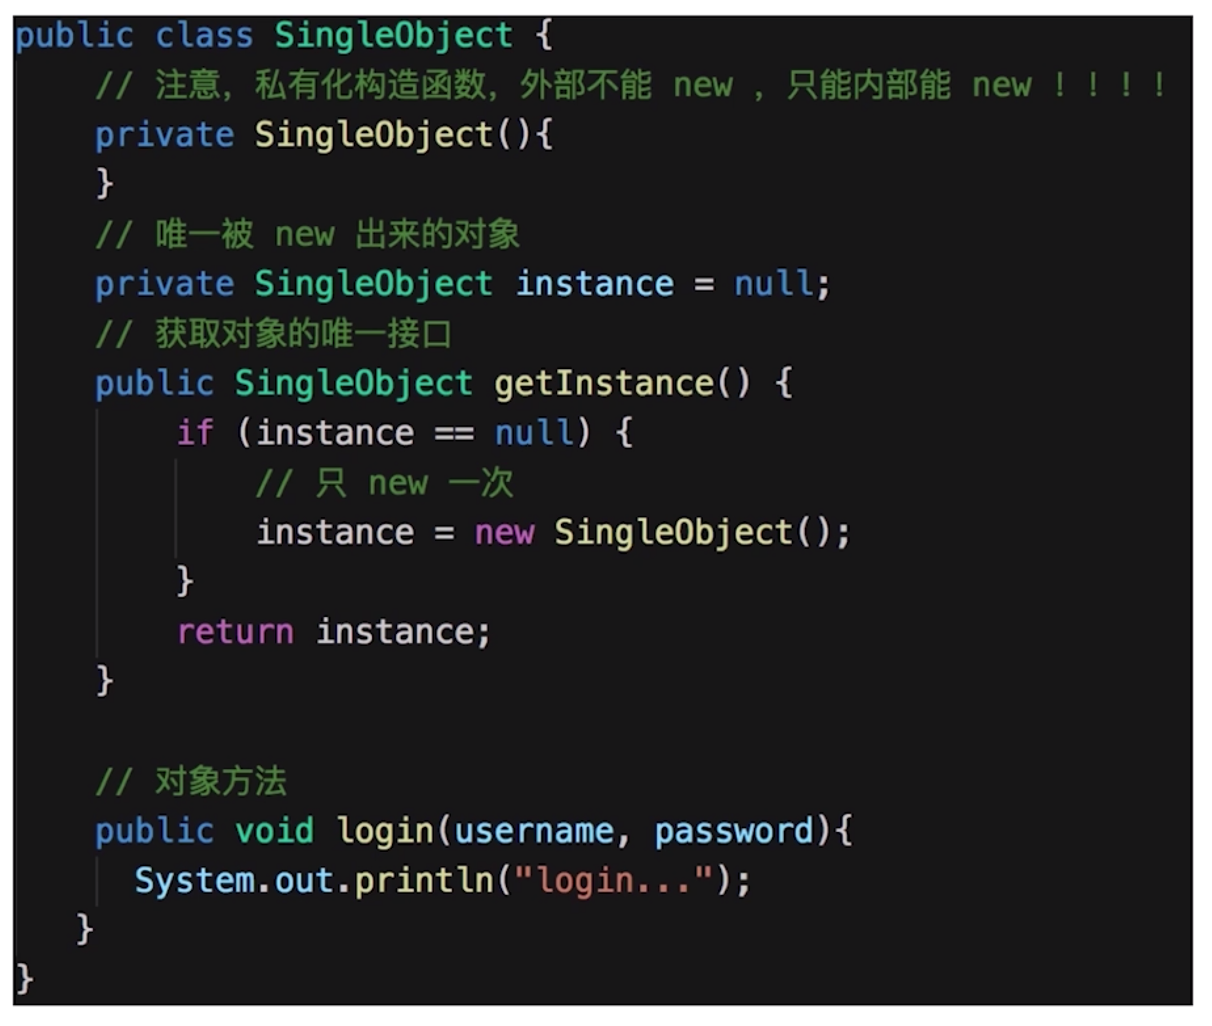 public class SingleObject {
    // 注意，私有化构造函数，外部不能 new ，只能内部能 new ！！！！
    private SingleObject(){
    }
    // 唯一被 new 出来的对象
    private SingleObject instance = null;
    // 获取对象的唯一接口
    public SingleObject getInstance() {
        if (instance == null) {
            // 只 new 一次
            instance = new SingleObject();
        }
        return instance;
    }

    // 对象方法
    public void login(username, password){
      System.out.println("login...");
   }
}